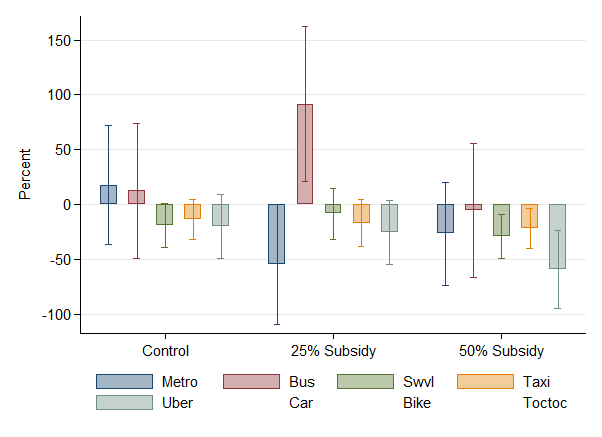 150
100
50
0
-50
-100
Percent
Control 25% Subsidy 50% Subsidy
Metro Bus Swvl Taxi
Uber Car Bike Toctoc